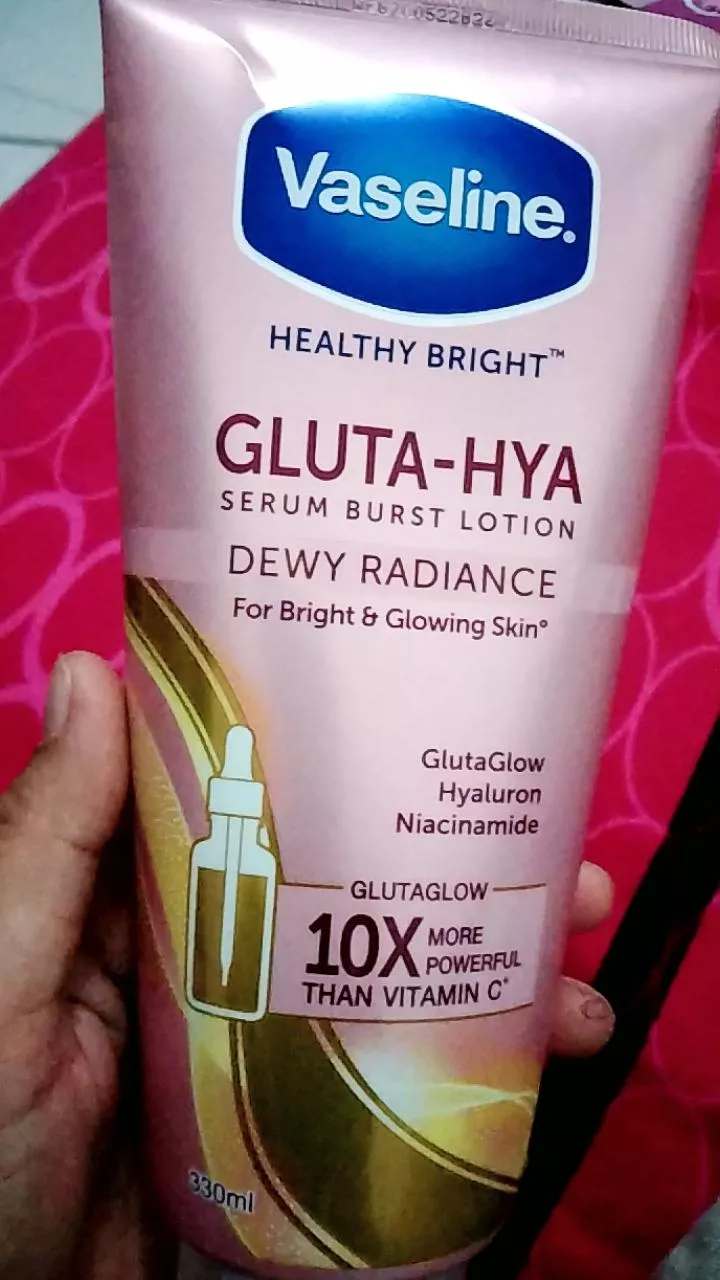 Vaseline.
HEALTHY BRIGHT™
GLUTA-HYA
SERUM BURST LOTION
DEWY RADIANCE
For Bright & Glowing Skin°
GlutaGlow
Hyaluron
Niacinamide
GLUTAGLOW
10X MORE
POWERFUL
THAN VITAMIN C*
330ml